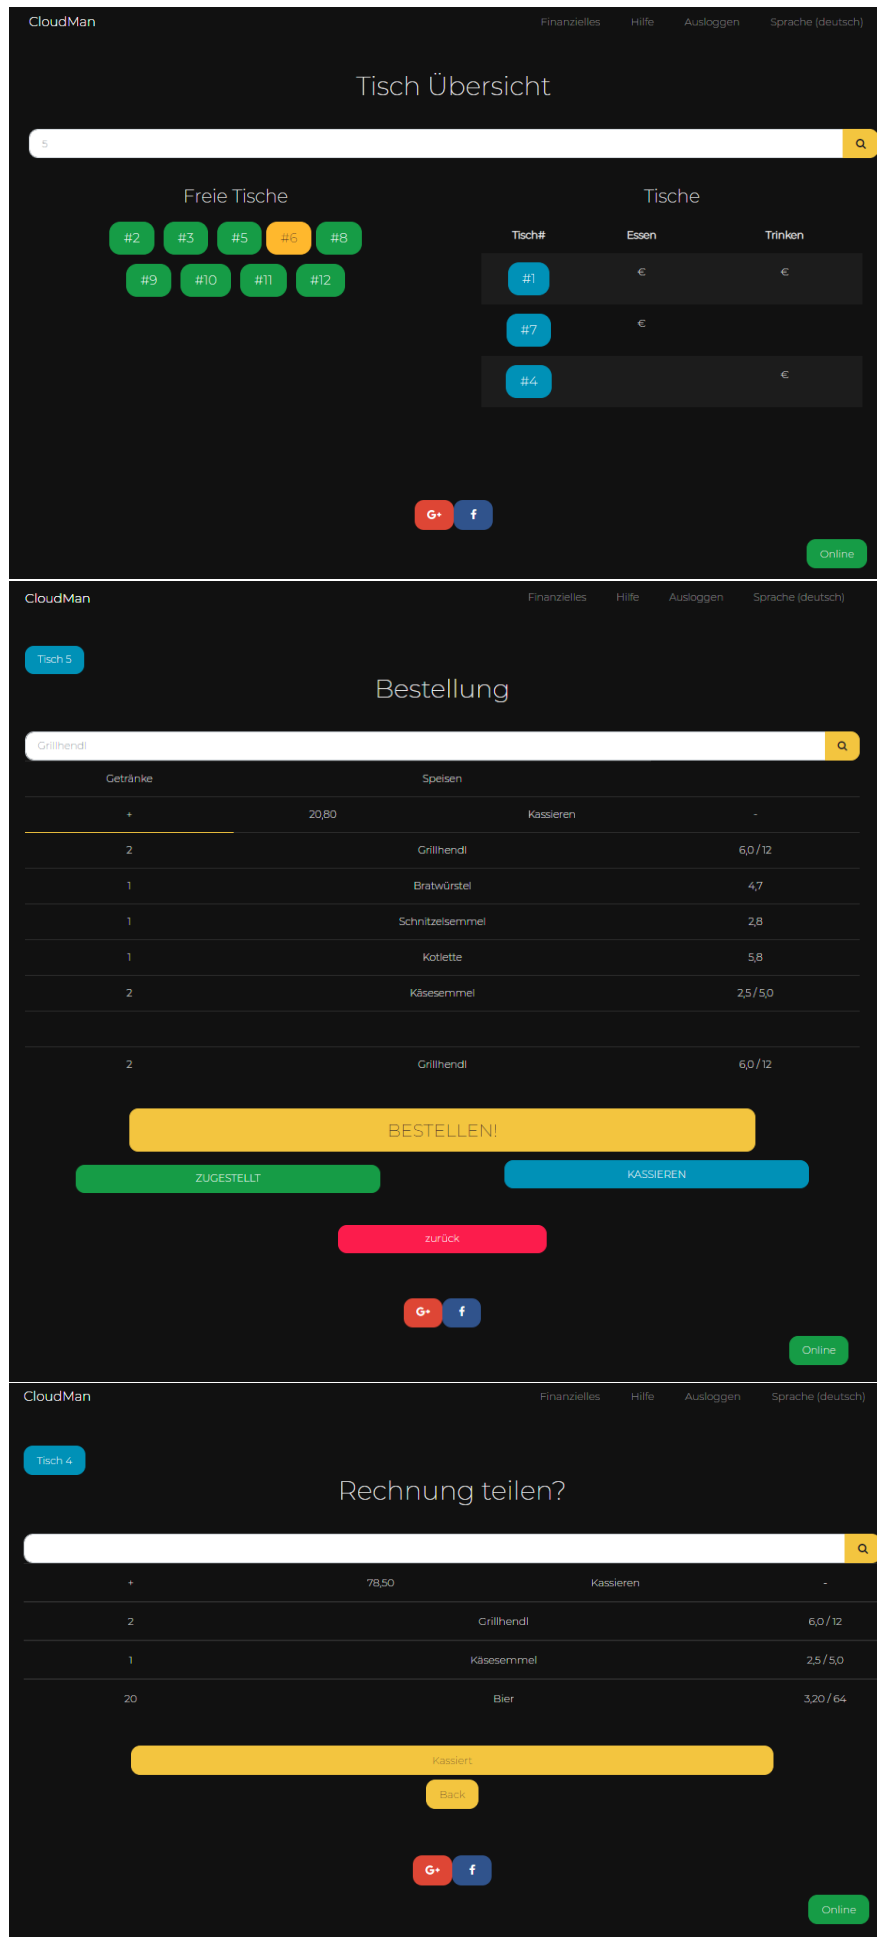 CloudMan Finanzielles Hilfe Ausloggen Sprache (deutsch)
Tisch Übersicht
5
Freie Tische
#2 #3 #5 #6 #8
#9 #10 #11 #12
Tische
Tisch# Essen Trinken
#1 € €
#7 €
#4 €
G+ f
Online
CloudMan Finanzielles Hilfe Ausloggen Sprache (deutsch)
Tisch 5
Bestellung
Grillhendl
Getränke Speisen
+ 20,80 Kassieren -
2 Grillhendl 6,0 / 12
1 Bratwürstel 4,7
1 Schnitzelsemmel 2,8
1 Kotlette 5,8
2 Käsesemmel 2,5 / 5,0
2 Grillhendl 6,0 / 12
BESTELLEN!
ZUGESTELLT KASSIEREN
zurück
G+ f
Online
CloudMan Finanzielles Hilfe Ausloggen Sprache (deutsch)
Tisch 4
Rechnung teilen?
+ 78,50 Kassieren -
2 Grillhendl 6,0 / 12
1 Käsesemmel 2,5 / 5,0
20 Bier 3,20 / 64
Kassiert
Back
G+ f
Online